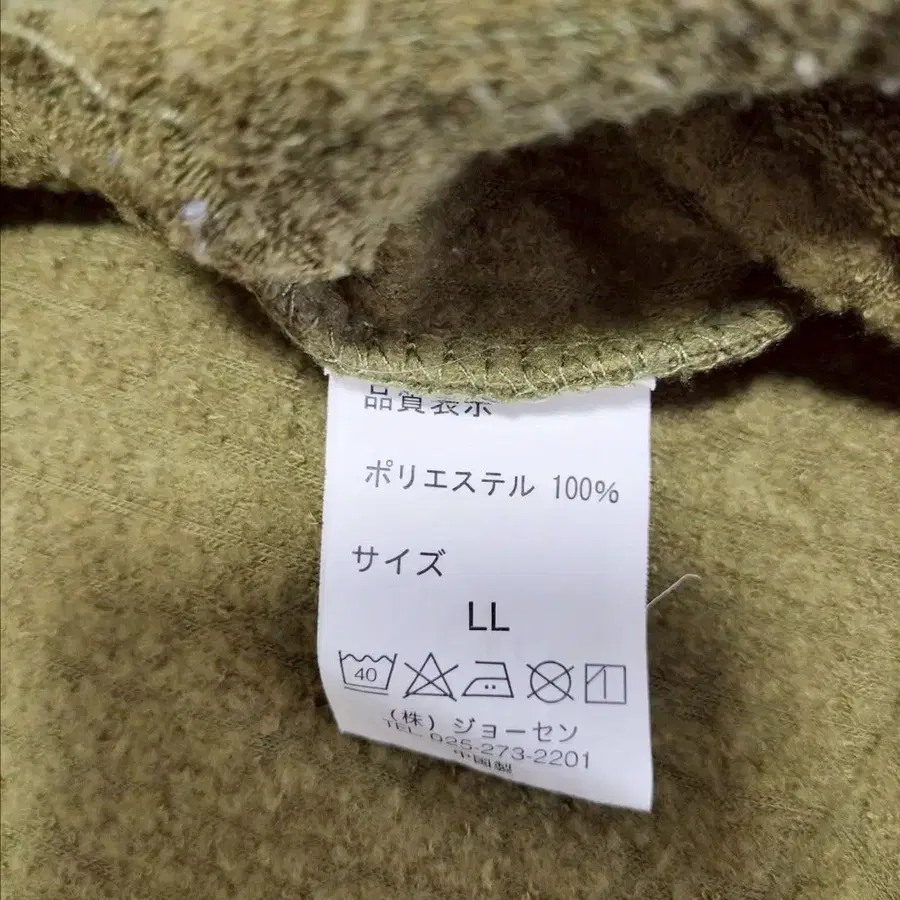 品質表示
ポリエステル 100%
サイズ
LL
40
(株) ジョーセン
TEL 025-273-2201
中国製